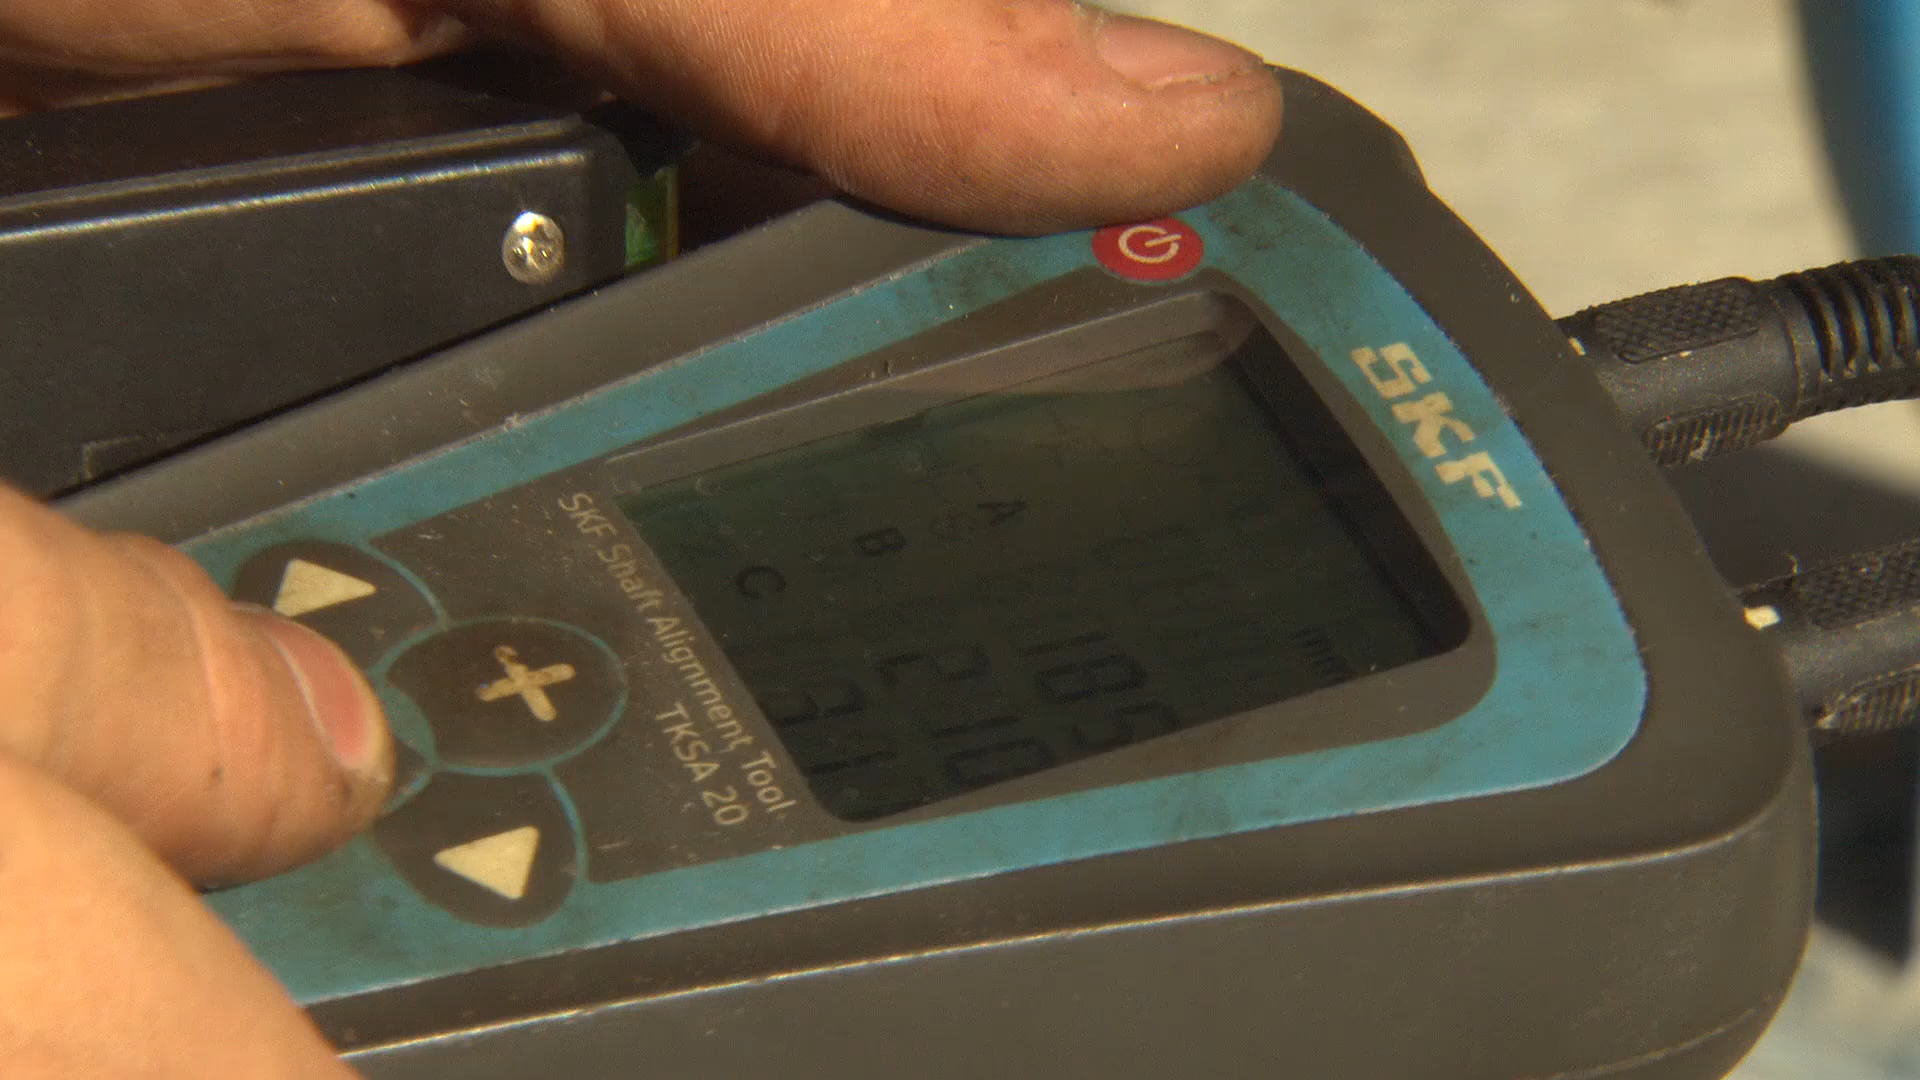 SKF
mm
A 185
B 210
C
SKF Shaft Alignment Tool
TKSA 20